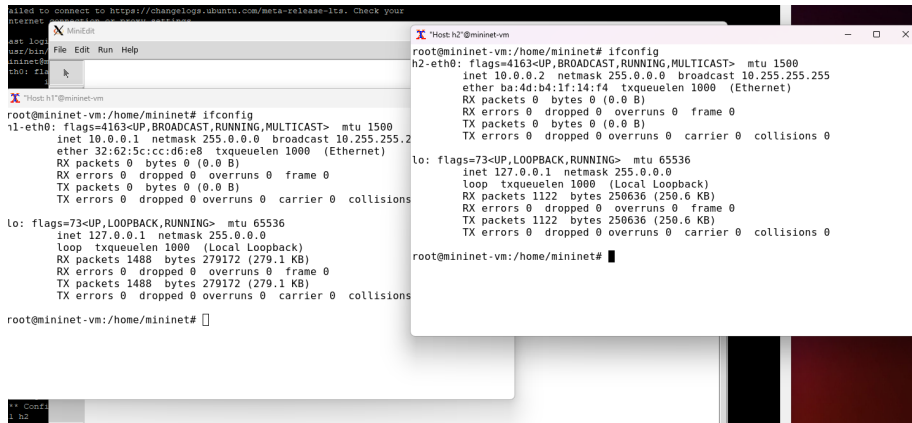 ailed to connect to https://changelogs.ubuntu.com/meta-release-lts. Check your
nternet connection or proxy settings
MiniEdit
ast logi
usr/bin/
File Edit Run Help
ininet@m
th0: fla
"Host: h1"@mininet-vm
root@mininet-vm:/home/mininet# ifconfig
h1-eth0: flags=4163<UP,BROADCAST,RUNNING,MULTICAST> mtu 1500
inet 10.0.0.1 netmask 255.0.0.0 broadcast 10.255.255.2
ether 32:62:5c:cc:d6:e8 txqueuelen 1000 (Ethernet)
RX packets 0 bytes 0 (0.0 B)
RX errors 0 dropped 0 overruns 0 frame 0
TX packets 0 bytes 0 (0.0 B)
TX errors 0 dropped 0 overruns 0 carrier 0 collisions
lo: flags=73<UP,LOOPBACK,RUNNING> mtu 65536
inet 127.0.0.1 netmask 255.0.0.0
loop txqueuelen 1000 (Local Loopback)
RX packets 1488 bytes 279172 (279.1 KB)
RX errors 0 dropped 0 overruns 0 frame 0
TX packets 1488 bytes 279172 (279.1 KB)
TX errors 0 dropped 0 overruns 0 carrier 0 collisions
root@mininet-vm:/home/mininet#
** Confi
l h2
"Host: h2"@mininet-vm
root@mininet-vm:/home/mininet# ifconfig
h2-eth0: flags=4163<UP,BROADCAST,RUNNING,MULTICAST> mtu 1500
inet 10.0.0.2 netmask 255.0.0.0 broadcast 10.255.255.255
ether ba:4d:b4:1f:14:f4 txqueuelen 1000 (Ethernet)
RX packets 0 bytes 0 (0.0 B)
RX errors 0 dropped 0 overruns 0 frame 0
TX packets 0 bytes 0 (0.0 B)
TX errors 0 dropped 0 overruns 0 carrier 0 collisions 0
lo: flags=73<UP,LOOPBACK,RUNNING> mtu 65536
inet 127.0.0.1 netmask 255.0.0.0
loop txqueuelen 1000 (Local Loopback)
RX packets 1122 bytes 250636 (250.6 KB)
RX errors 0 dropped 0 overruns 0 frame 0
TX packets 1122 bytes 250636 (250.6 KB)
TX errors 0 dropped 0 overruns 0 carrier 0 collisions 0
root@mininet-vm:/home/mininet#